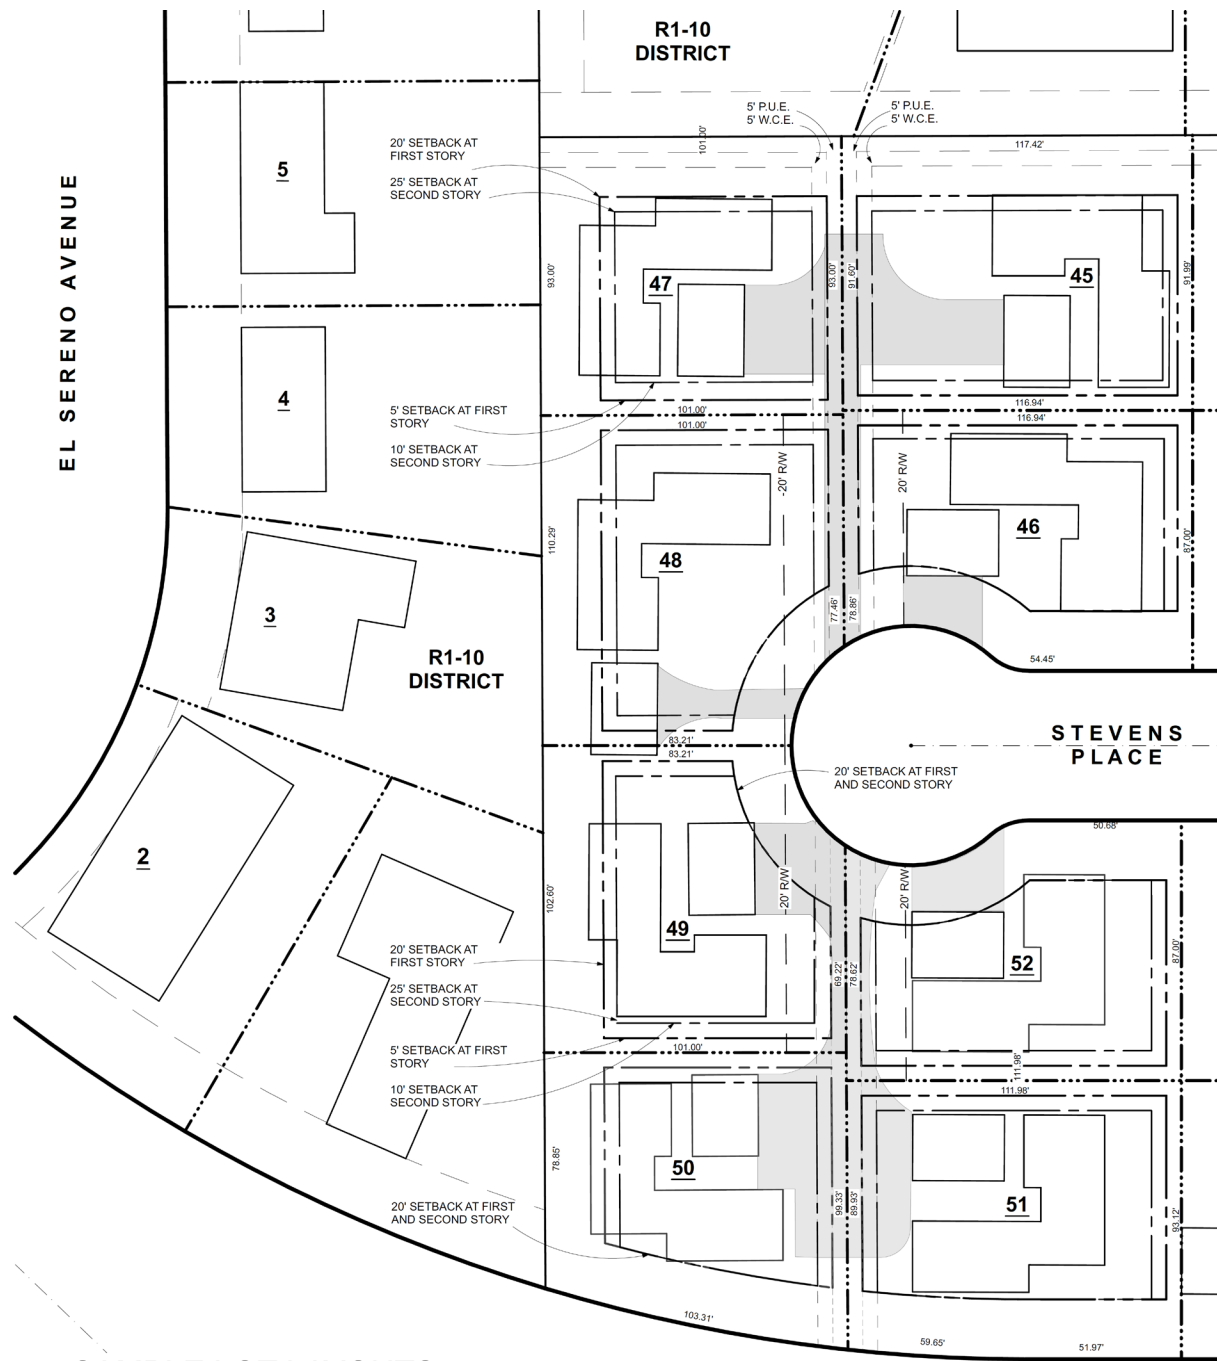 R1-10
DISTRICT
5' P.U.E.
5' W.C.E.
5' P.U.E.
5' W.C.E.
101.00'
117.42'
20' SETBACK AT
FIRST STORY
25' SETBACK AT
SECOND STORY
5
EL SERENO AVENUE
47
45
93.00'
93.00'
91.60'
91.99'
4
5' SETBACK AT FIRST
STORY
10' SETBACK AT
SECOND STORY
101.00'
101.00'
116.94'
116.94'
20' R/W
20' R/W
46
48
110.29'
87.00'
3
77.46'
78.86'
R1-10
DISTRICT
54.45'
83.21'
83.21'
STEVENS
PLACE
20' SETBACK AT FIRST
AND SECOND STORY
50.68'
2
102.60'
20' R/W
20' R/W
49
52
87.00'
69.22'
78.62'
20' SETBACK AT
FIRST STORY
25' SETBACK AT
SECOND STORY
5' SETBACK AT FIRST
STORY
10' SETBACK AT
SECOND STORY
101.00'
111.98'
111.98'
78.85'
50
51
99.33'
89.93'
93.12'
20' SETBACK AT FIRST
AND SECOND STORY
103.31'
59.65'
51.97'